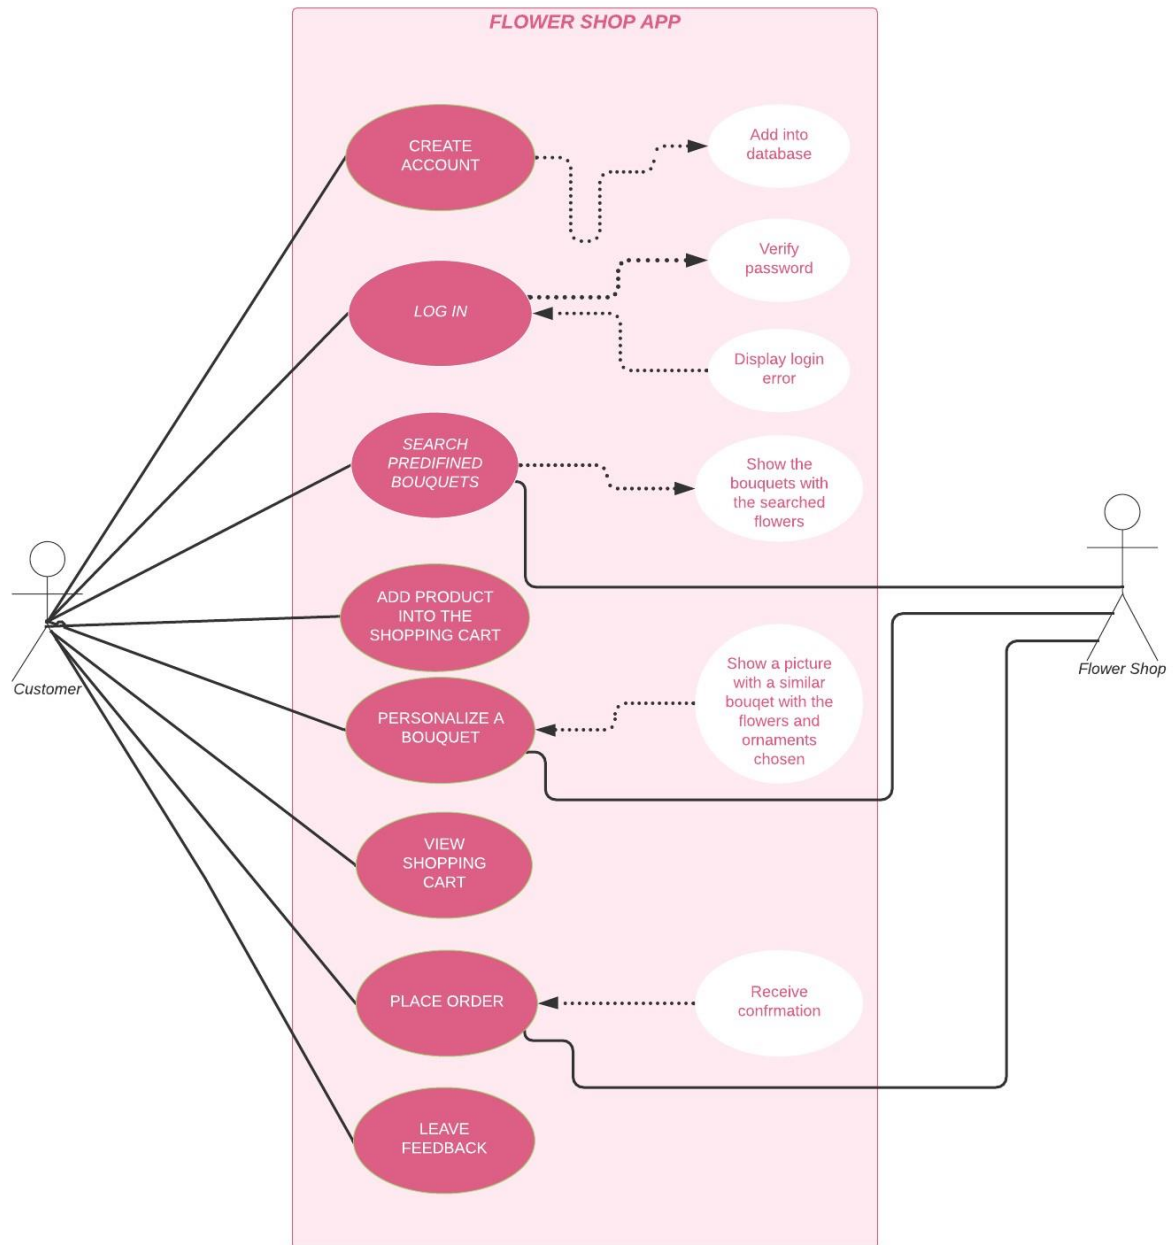 FLOWER SHOP APP
CREATE
ACCOUNT
Add into
database
LOG IN
Verify
password
Display login
error
SEARCH
PREDIFINED
BOUQUETS
Show the
bouquets with
the searched
flowers
ADD PRODUCT
INTO THE
SHOPPING CART
Customer
Flower Shop
PERSONALIZE A
BOUQUET
Show a picture
with a similar
bouqet with the
flowers and
ornaments
chosen
VIEW
SHOPPING
CART
PLACE ORDER
Receive
confrmation
LEAVE
FEEDBACK